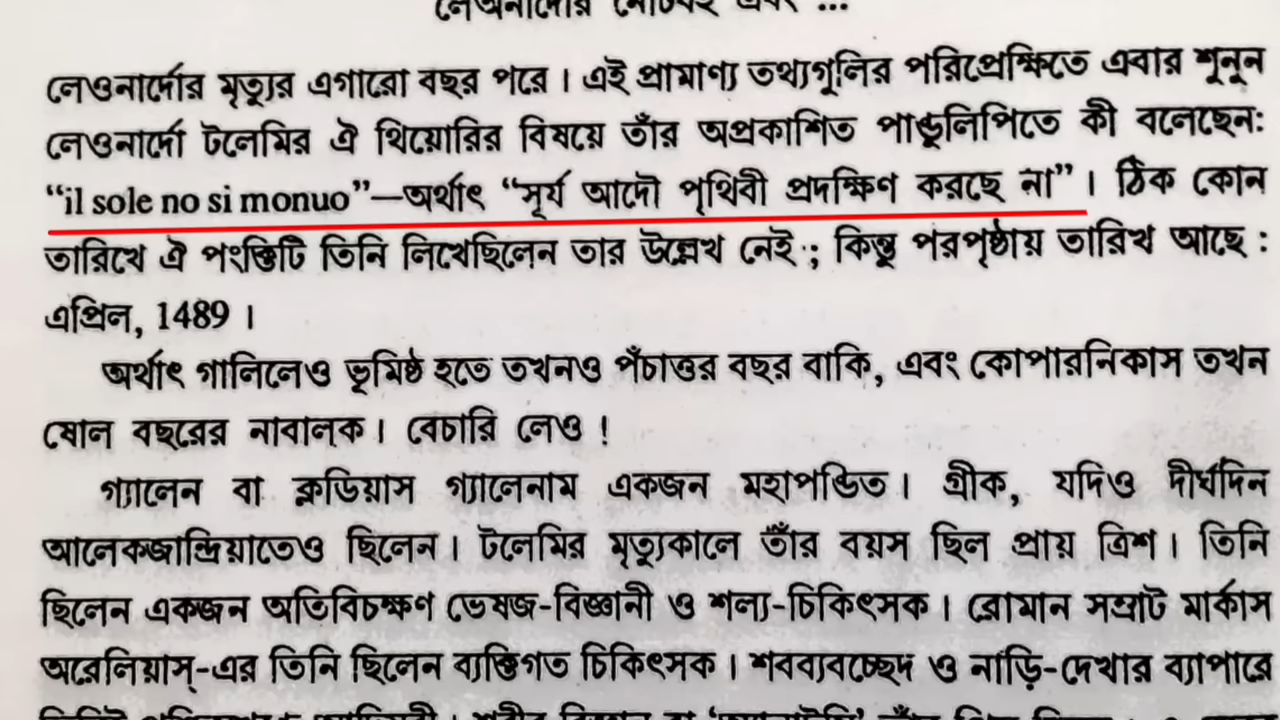 লেওনার্দোর নোটবই এবং ...
লেওনার্দোর মৃত্যুর এগারো বছর পরে। এই প্রামাণ্য তথ্যগুলির পরিপ্রেক্ষিতে এবার শুনুন
লেওনার্দো টলেমির ঐ থিয়োরির বিষয়ে তাঁর অপ্রকাশিত পাণ্ডুলিপিতে কী বলেছেন:
“il sole no si monuo”—অর্থাৎ “সূর্য আদৌ পৃথিবী প্রদক্ষিণ করছে না”। ঠিক কোন
তারিখে ঐ পংক্তিটি তিনি লিখেছিলেন তার উল্লেখ নেই ; কিন্তু পরপৃষ্ঠায় তারিখ আছে :
এপ্রিল, 1489 ।
অর্থাৎ গালিলেও ভূমিষ্ঠ হতে তখনও পঁচাত্তর বছর বাকি, এবং কোপারনিকাস তখন
ষোল বছরের নাবালক। বেচারি লেও !
গ্যালেন বা ক্লডিয়াস গ্যালেনাম একজন মহাপণ্ডিত। গ্রীক, যদিও দীর্ঘদিন
আলেকজান্দ্রিয়াতেও ছিলেন। টলেমির মৃত্যুকালে তাঁর বয়স ছিল প্রায় ত্রিশ। তিনি
ছিলেন একজন অতিবিচক্ষণ ভেষজ-বিজ্ঞানী ও শল্য-চিকিৎসক। রোমান সম্রাট মার্কাস
অরেলিয়াস্-এর তিনি ছিলেন ব্যক্তিগত চিকিৎসক। শবব্যবচ্ছেদ ও নাড়ি-দেখার ব্যাপারে